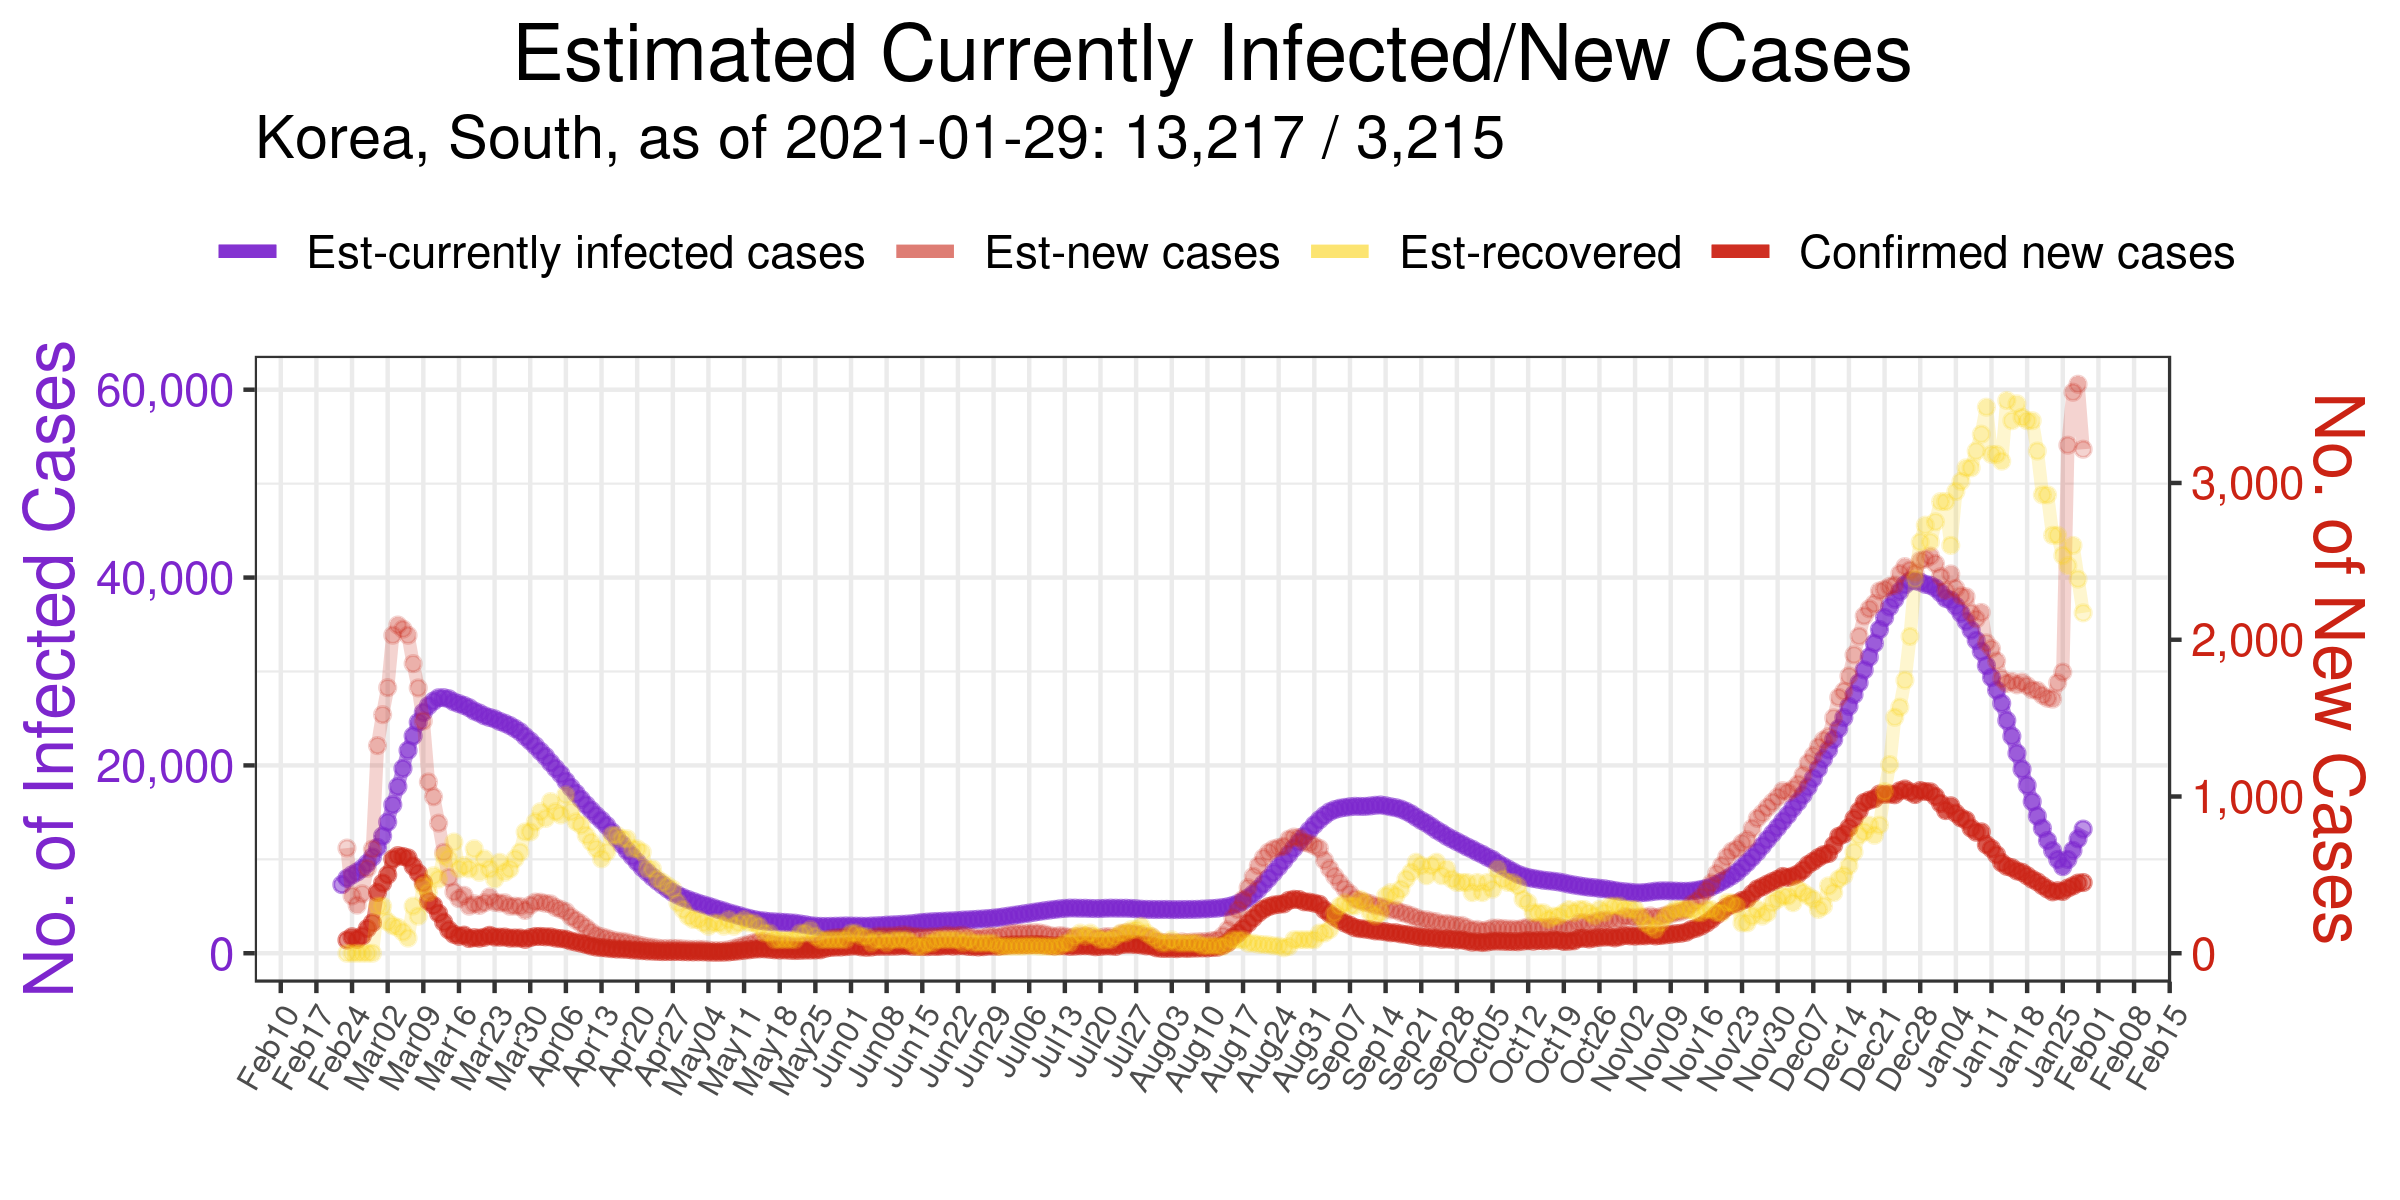 Estimated Currently Infected/New Cases
Korea, South, as of 2021-01-29: 13,217 / 3,215
Est-currently infected cases Est-new cases Est-recovered Confirmed new cases
No. of Infected Cases
60,000
40,000
20,000
0
No. of New Cases
3,000
2,000
1,000
0
Feb10 Feb17 Feb24 Mar02 Mar09 Mar16 Mar23 Mar30 Apr06 Apr13 Apr20 Apr27 May04 May11 May18 May25 Jun01 Jun08 Jun15 Jun22 Jun29 Jul06 Jul13 Jul20 Jul27 Aug03 Aug10 Aug17 Aug24 Aug31 Sep07 Sep14 Sep21 Sep28 Oct05 Oct12 Oct19 Oct26 Nov02 Nov09 Nov16 Nov23 Nov30 Dec07 Dec14 Dec21 Dec28 Jan04 Jan11 Jan18 Jan25 Feb01 Feb08 Feb15